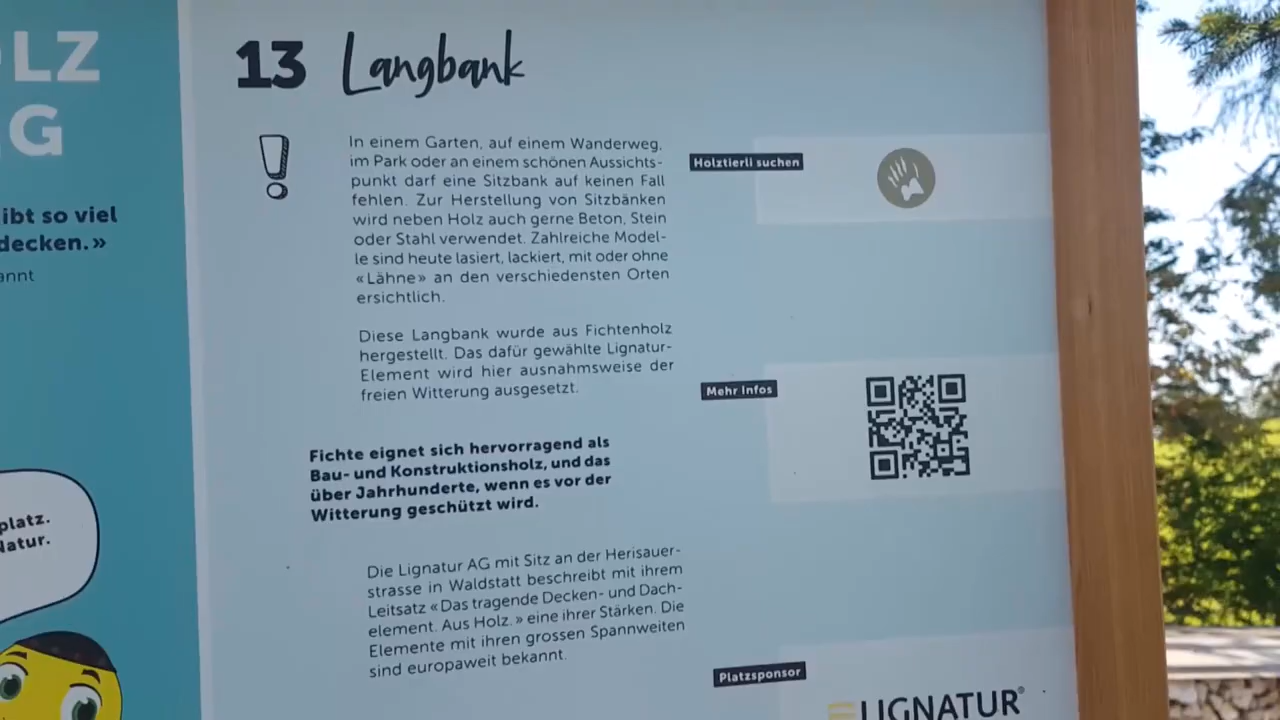 LZ
G
ibt so viel
decken.»
annt
platz.
Natur.
13 Langbank
In einem Garten, auf einem Wanderweg,
im Park oder an einem schönen Aussichts-
punkt darf eine Sitzbank auf keinen Fall
fehlen. Zur Herstellung von Sitzbänken
wird neben Holz auch gerne Beton, Stein
oder Stahl verwendet. Zahlreiche Model-
le sind heute lasiert, lackiert, mit oder ohne
«Lähne» an den verschiedensten Orten
ersichtlich.
Diese Langbank wurde aus Fichtenholz
hergestellt. Das dafür gewählte Lignatur-
Element wird hier ausnahmsweise der
freien Witterung ausgesetzt.
Fichte eignet sich hervorragend als
Bau- und Konstruktionsholz, und das
über Jahrhunderte, wenn es vor der
Witterung geschützt wird.
Die Lignatur AG mit Sitz an der Herisauer-
strasse in Waldstatt beschreibt mit ihrem
Leitsatz «Das tragende Decken- und Dach-
element. Aus Holz.» eine ihrer Stärken. Die
Elemente mit ihren grossen Spannweiten
sind europaweit bekannt.
Holztierli suchen
Mehr Infos
Platzsponsor
LIGNATUR®